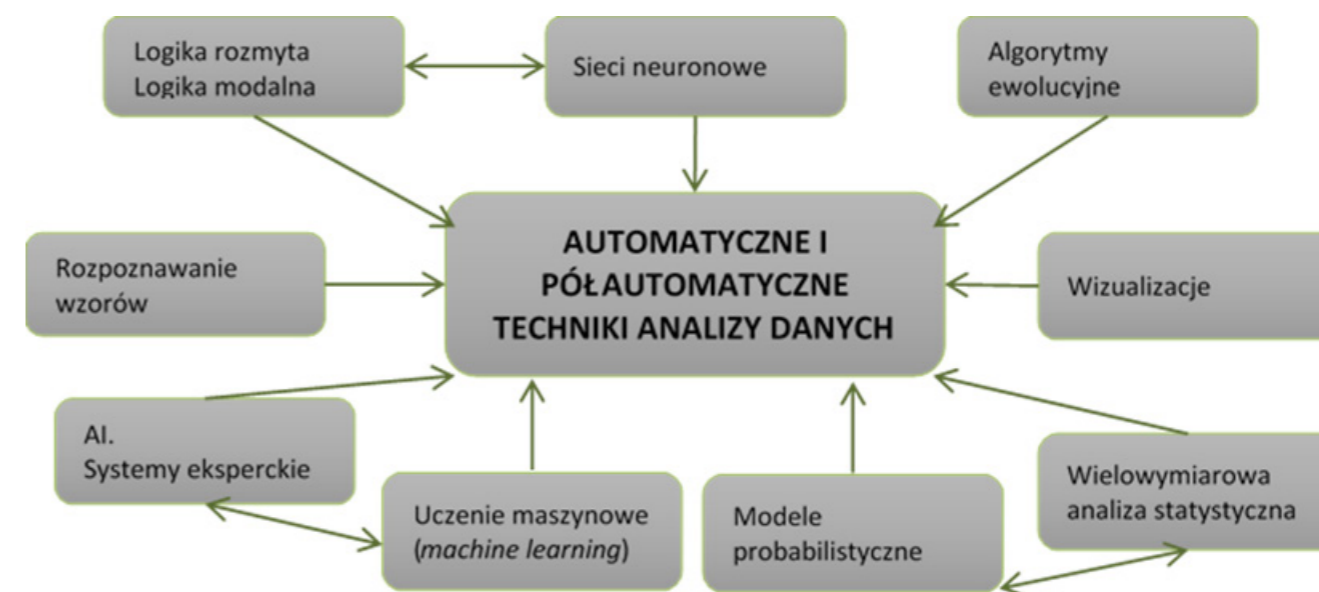 Logika rozmyta
Logika modalna
Sieci neuronowe
Algorytmy
ewolucyjne
AUTOMATYCZNE I
PÓŁAUTOMATYCZNE
TECHNIKI ANALIZY DANYCH
Rozpoznawanie
wzorów
Wizualizacje
AI.
Systemy eksperckie
Uczenie maszynowe
(machine learning)
Modele
probabilistyczne
Wielowymiarowa
analiza statystyczna